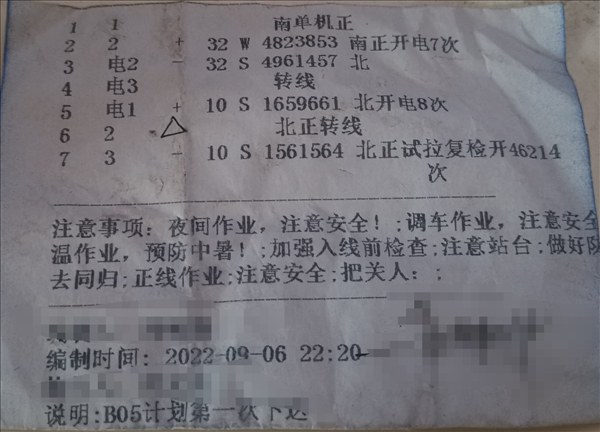 1 1 南单机正
2 2 + 32 W 4823853 南正开电7次
3 电2 - 32 S 4961457 北
4 电3 转线
5 电1 + 10 S 1659661 北开电8次
6 2 北正转线
7 3 - 10 S 1561564 北正试拉复检开46214
次
注意事项：夜间作业，注意安全！;调车作业，注意安全
温作业，预防中暑！;加强入线前检查;注意站台;做好防
去同归;正线作业;注意安全;把关人：;
编制时间: 2022-09-06 22:20
说明:B05计划第一次下达